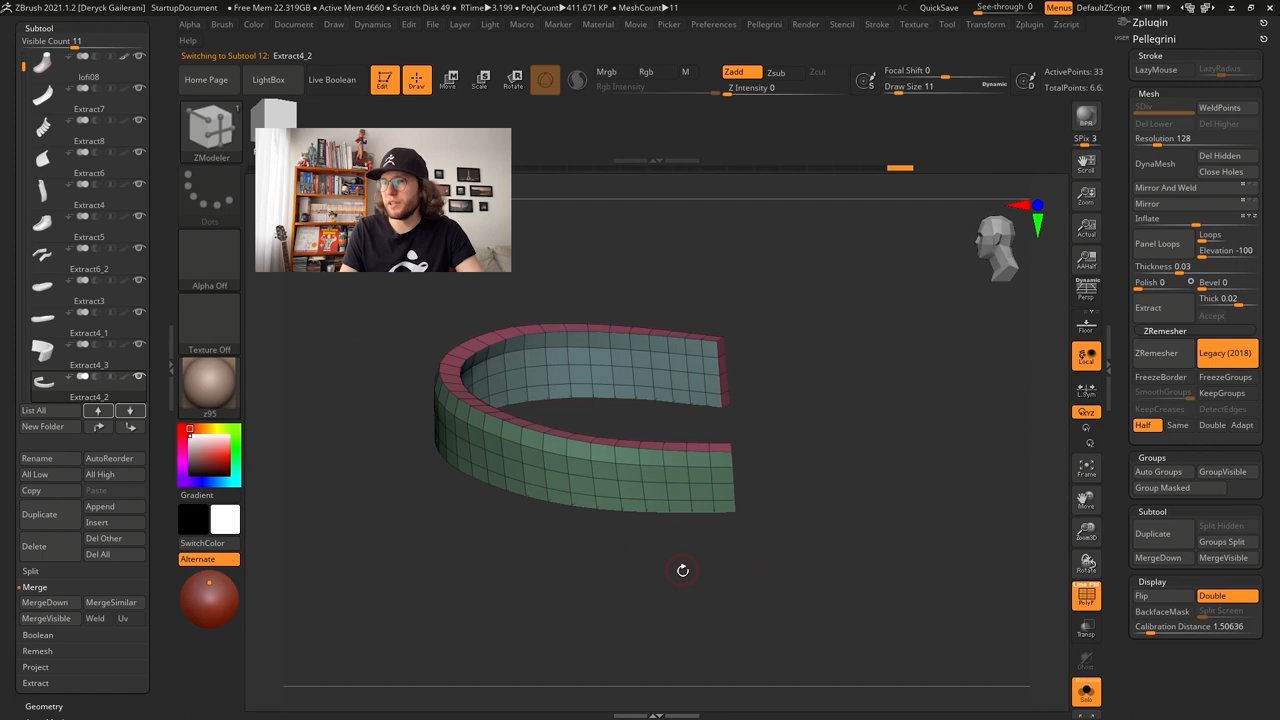 ZBrush 2021.1.2 [Deryck Gailerani] StartupDocument
• Free Mem 22.319GB • Active Mem 4660 • Scratch Disk 49 • RTime▶3.199 • PolyCount▶411.671 KP • MeshCount▶11
AC QuickSave See-through 0 Menus DefaultZScript
Alpha Brush Color Document Draw Dynamics Edit File Layer Light Macro Marker Material Movie Picker Preferences Pellegrini Render Stencil Stroke Texture Tool Transform Zplugin Zscript
Help
Switching to Subtool 12: Extract4_2
Home Page LightBox Live Boolean
Edit Draw Move Scale Rotate
Mrgb Rgb M
Rgb Intensity
Zadd Zsub Zcut
Z Intensity 0
Focal Shift 0
Draw Size 11 Dynamic
ActivePoints: 33
TotalPoints: 6.6
Subtool
Visible Count 11
lofi08
Extract7
Extract8
Extract6
Extract4
Extract5
Extract6_2
Extract3
Extract4_1
Extract4_3
Extract4_2
List All
New Folder
Rename AutoReorder
All Low All High
Copy Paste
Duplicate Append
Insert
Delete Del Other
Del All
Split
Merge
MergeDown MergeSimilar
MergeVisible Weld Uv
Boolean
Remesh
Project
Extract
Geometry
1
ZModeler
Dots
Alpha Off
Texture Off
z95
Gradient
SwitchColor
Alternate
BPR
SPix 3
Scroll
Zoom
Actual
AAHalf
Dynamic
Persp
Floor
Local
L.Sym
XYZ
Frame
Move
Zoom3D
Rotate
Line Fill
PolyF
Transp
Ghost
Dynamic
Solo
Zplugin
USER Pellegrini
Stroke
LazyMouse LazyRadius
Mesh
SDiv WeldPoints
Del Lower Del Higher
Resolution 128
DynaMesh Del Hidden
Close Holes
Mirror And Weld
Mirror
Inflate
Panel Loops Loops
Elevation -100
Thickness 0.03
Polish 0 Bevel 0
Extract Thick 0.02
Accept
ZRemesher
ZRemesher Legacy (2018)
FreezeBorder FreezeGroups
SmoothGroups KeepGroups
KeepCreases DetectEdges
Half Same Double Adapt
Groups
Auto Groups GroupVisible
Group Masked
Subtool
Duplicate Split Hidden
Groups Split
MergeDown MergeVisible
Display
Flip Double
BackfaceMask Split Screen
Calibration Distance 1.50636